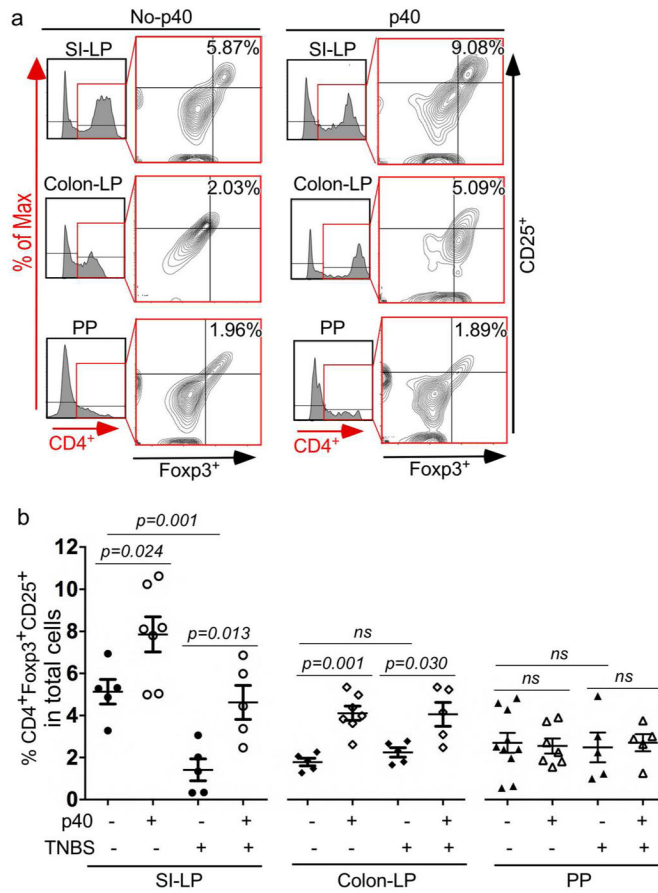 a
No-p40
p40
SI-LP
5.87%
SI-LP
9.08%
Colon-LP
2.03%
Colon-LP
5.09%
PP
1.96%
PP
1.89%
% of Max
CD25+
CD4+
CD4+
Foxp3+
Foxp3+
b
% CD4+Foxp3+CD25+
in total cells
12
10
8
6
4
2
0
p=0.001
p=0.024
p=0.013
ns
p=0.001
p=0.030
ns
ns
ns
p40 - + - + - + - + - + - +
TNBS - - + + - - + + - - + +
SI-LP Colon-LP PP